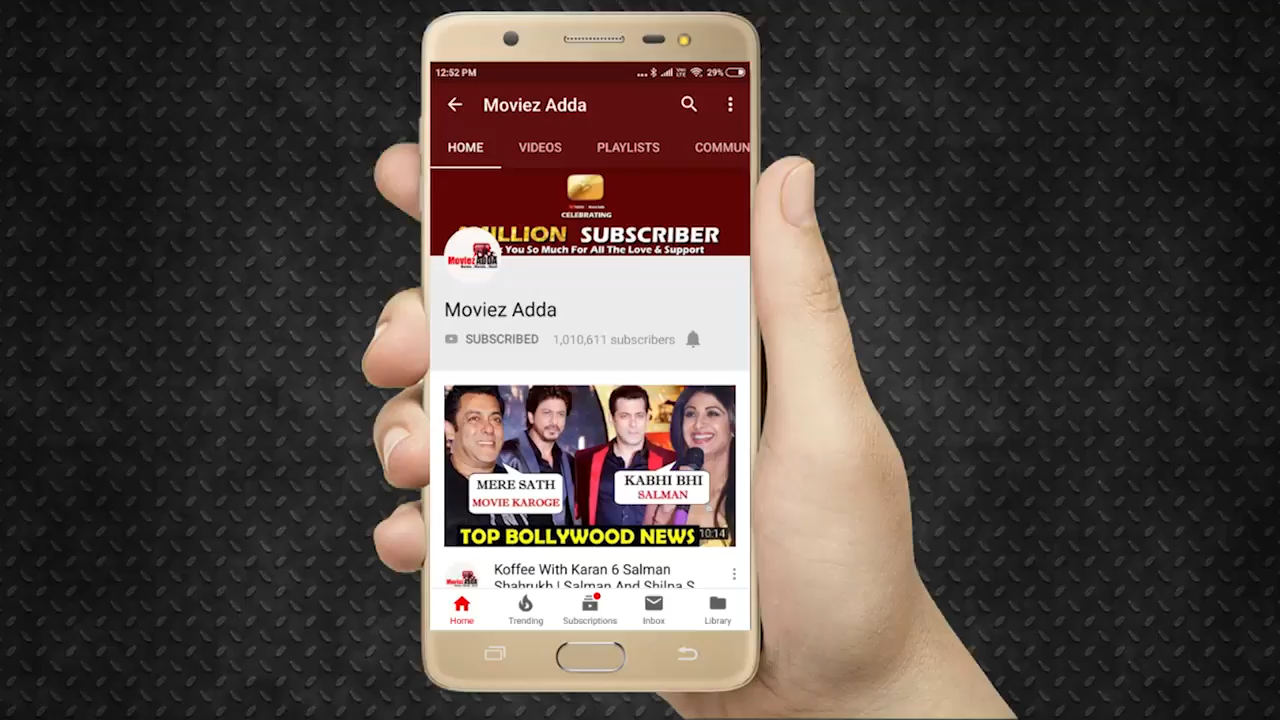 12:52 PM
29%
Moviez Adda
HOME VIDEOS PLAYLISTS COMMUN
CELEBRATING
MILLION SUBSCRIBER
You So Much For All The Love & Support
Moviez ADDA
Moviez Adda
SUBSCRIBED 1,010,611 subscribers
MERE SATH
MOVIE KAROGE
KABHI BHI
SALMAN
TOP BOLLYWOOD NEWS
10:14
Koffee With Karan 6 Salman
Shahrukh | Salman And Shilpa S
Home Trending Subscriptions Inbox Library